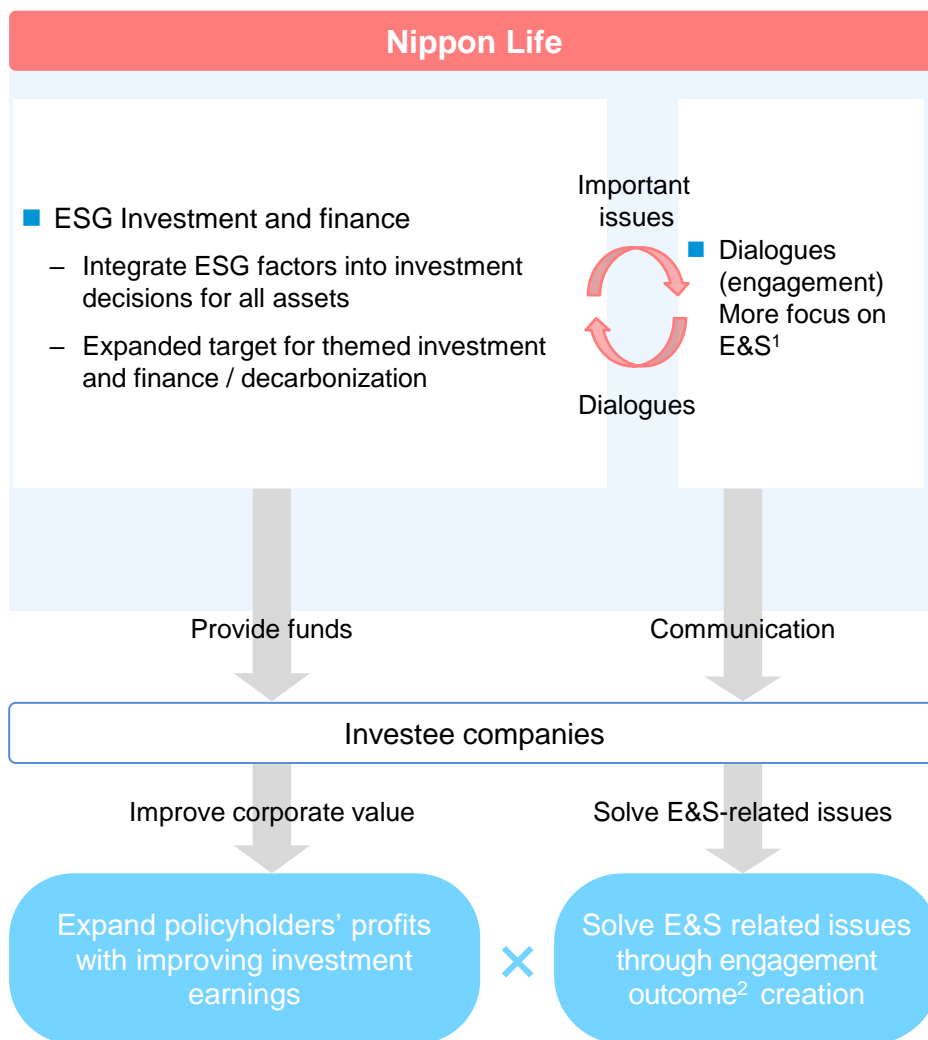 Nippon Life
■ ESG Investment and finance
– Integrate ESG factors into investment
decisions for all assets
– Expanded target for themed investment
and finance / decarbonization
Important
issues
Dialogues
■ Dialogues
(engagement)
More focus on
E&S¹
Provide funds
Communication
Investee companies
Improve corporate value
Solve E&S-related issues
Expand policyholders’ profits
with improving investment
earnings
×
Solve E&S related issues
through engagement
outcome² creation